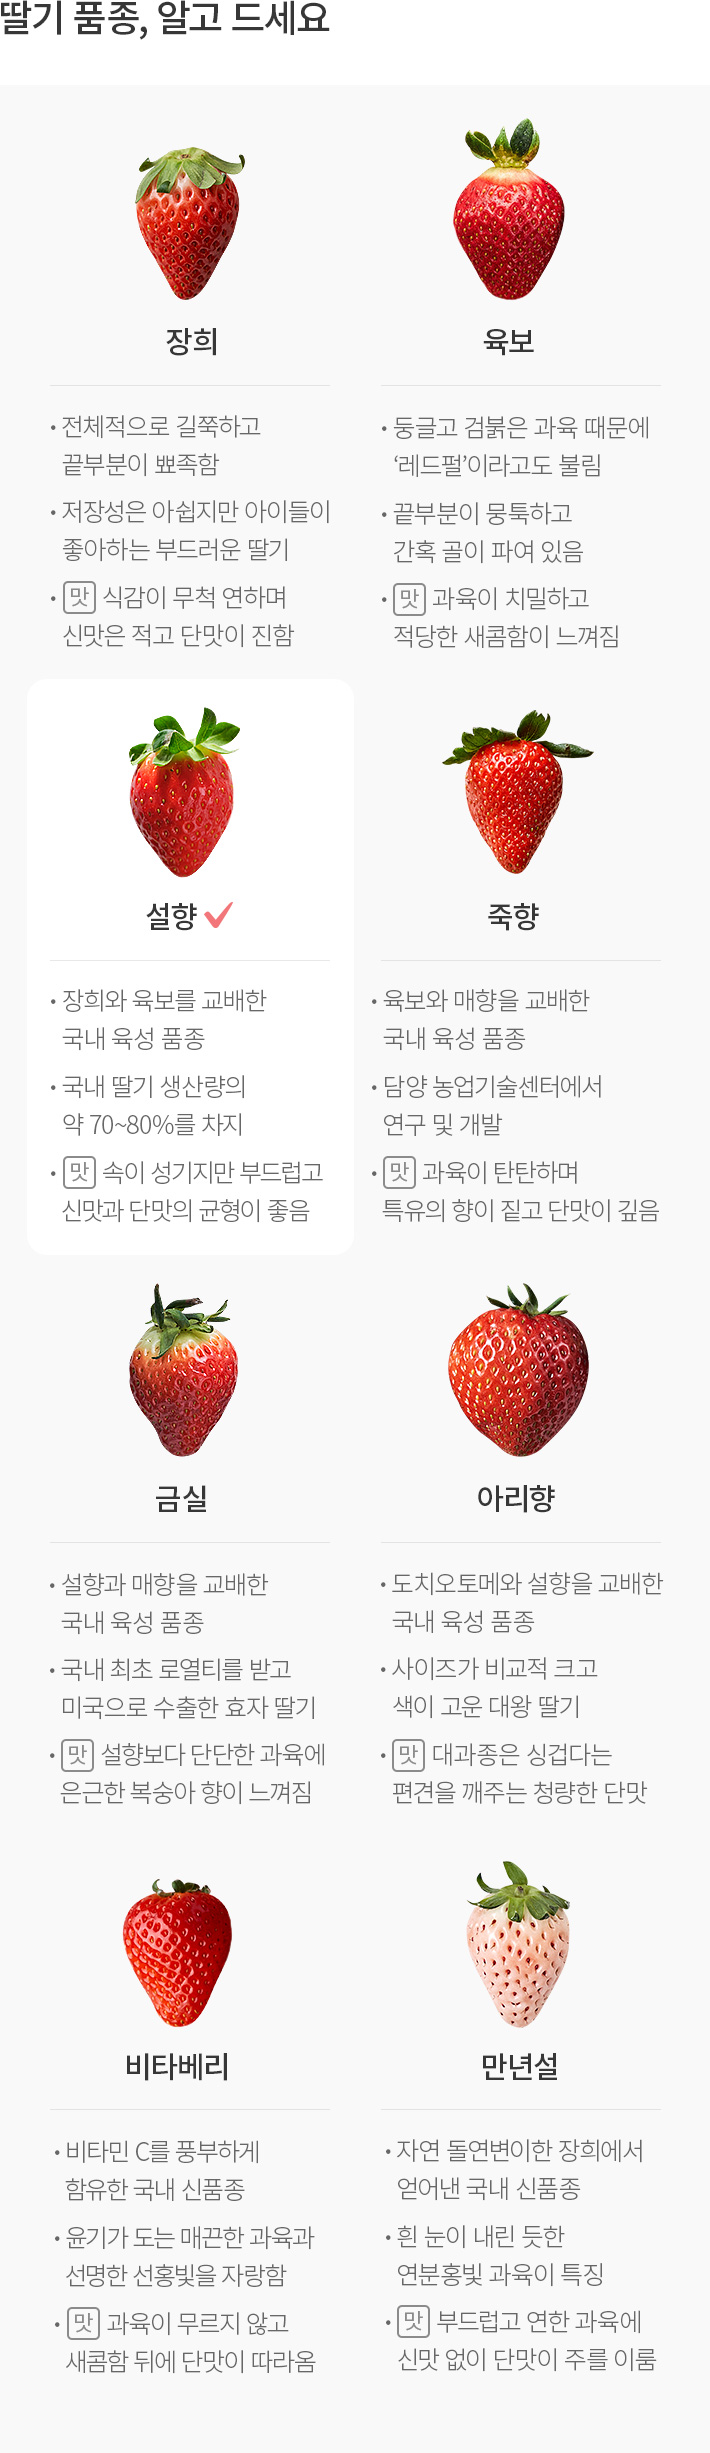 딸기 품종, 알고 드세요
장희
• 전체적으로 길쭉하고
끝부분이 뾰족함
• 저장성은 아쉽지만 아이들이
좋아하는 부드러운 딸기
• 맛 식감이 무척 연하며
신맛은 적고 단맛이 진함
육보
• 둥글고 검붉은 과육 때문에
‘레드펄’이라고도 불림
• 끝부분이 뭉툭하고
간혹 골이 파여 있음
• 맛 과육이 치밀하고
적당한 새콤함이 느껴짐
설향
• 장희와 육보를 교배한
국내 육성 품종
• 국내 딸기 생산량의
약 70~80%를 차지
• 맛 속이 성기지만 부드럽고
신맛과 단맛의 균형이 좋음
죽향
• 육보와 매향을 교배한
국내 육성 품종
• 담양 농업기술센터에서
연구 및 개발
• 맛 과육이 탄탄하며
특유의 향이 짙고 단맛이 깊음
금실
• 설향과 매향을 교배한
국내 육성 품종
• 국내 최초 로열티를 받고
미국으로 수출한 효자 딸기
• 맛 설향보다 단단한 과육에
은근한 복숭아 향이 느껴짐
아리향
• 도치오토메와 설향을 교배한
국내 육성 품종
• 사이즈가 비교적 크고
색이 고운 대왕 딸기
• 맛 대과종은 싱겁다는
편견을 깨주는 청량한 단맛
비타베리
• 비타민 C를 풍부하게
함유한 국내 신품종
• 윤기가 도는 매끈한 과육과
선명한 선홍빛을 자랑함
• 맛 과육이 무르지 않고
새콤함 뒤에 단맛이 따라옴
만년설
• 자연 돌연변이한 장희에서
얻어낸 국내 신품종
• 흰 눈이 내린 듯한
연분홍빛 과육이 특징
• 맛 부드럽고 연한 과육에
신맛 없이 단맛이 주를 이룸